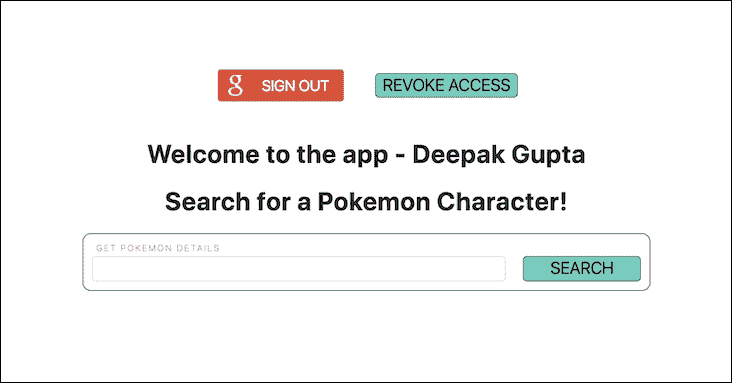 g SIGN OUT REVOKE ACCESS
Welcome to the app - Deepak Gupta
Search for a Pokemon Character!
GET POKEMON DETAILS
SEARCH